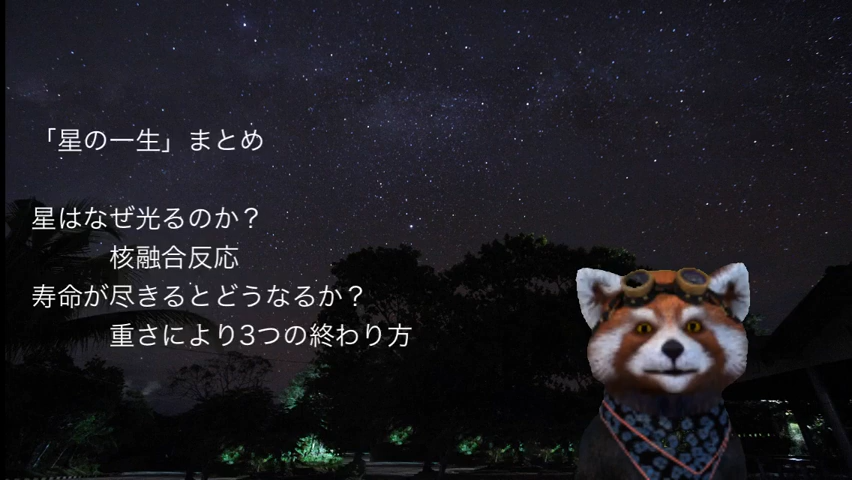 「星の一生」まとめ
星はなぜ光るのか？
核融合反応
寿命が尽きるとどうなるか？
重さにより3つの終わり方